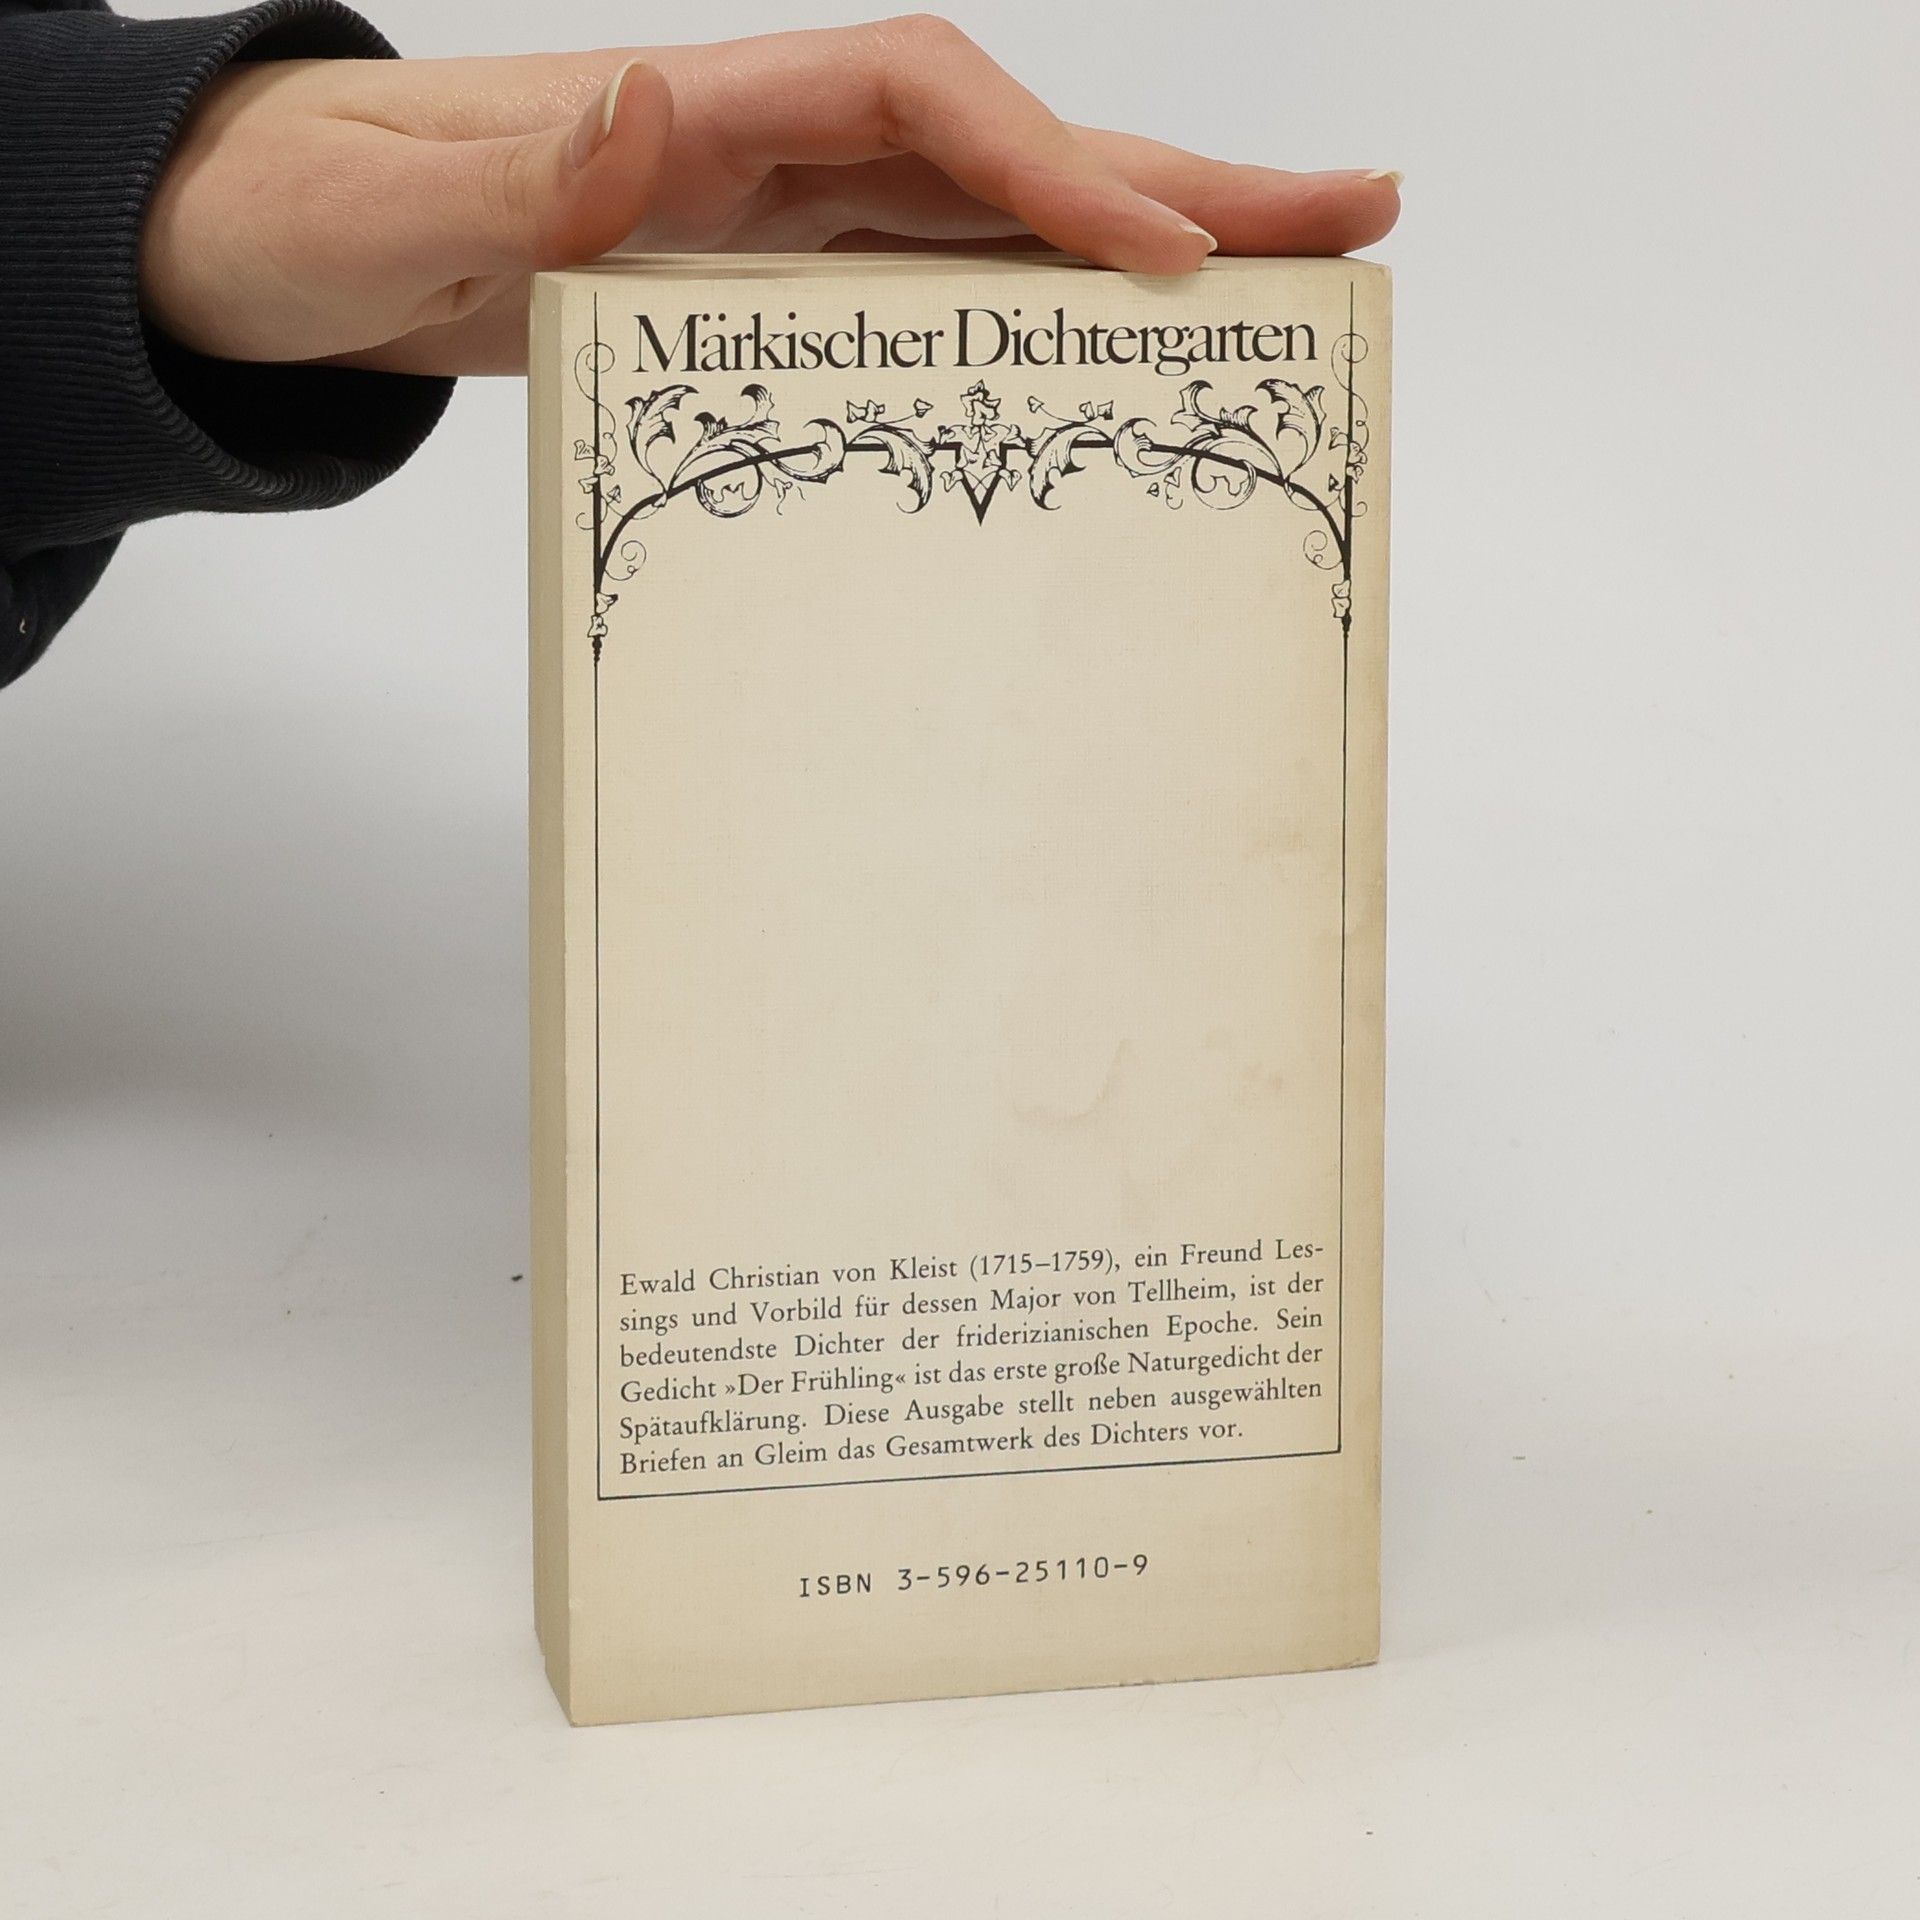 Märkischer Dichtergarten
Ewald Christian von Kleist (1715–1759), ein Freund Les-
sings und Vorbild für dessen Major von Tellheim, ist der
bedeutendste Dichter der friderizianischen Epoche. Sein
Gedicht »Der Frühling« ist das erste große Naturgedicht der
Spätaufklärung. Diese Ausgabe stellt neben ausgewählten
Briefen an Gleim das Gesamtwerk des Dichters vor.
ISBN 3-596-25110-9